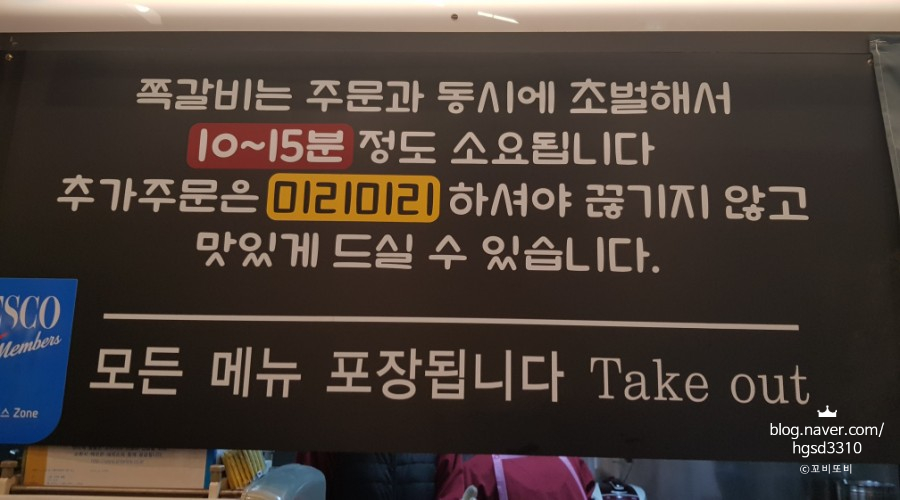 쪽갈비는 주문과 동시에 초벌해서
10~15분 정도 소요됩니다
추가주문은 미리미리 하셔야 끊기지 않고
맛있게 드실 수 있습니다.
모든 메뉴 포장됩니다 Take out
SCO
Members
스 Zone
blog.naver.com/
hgsd3310
©꼬비또비